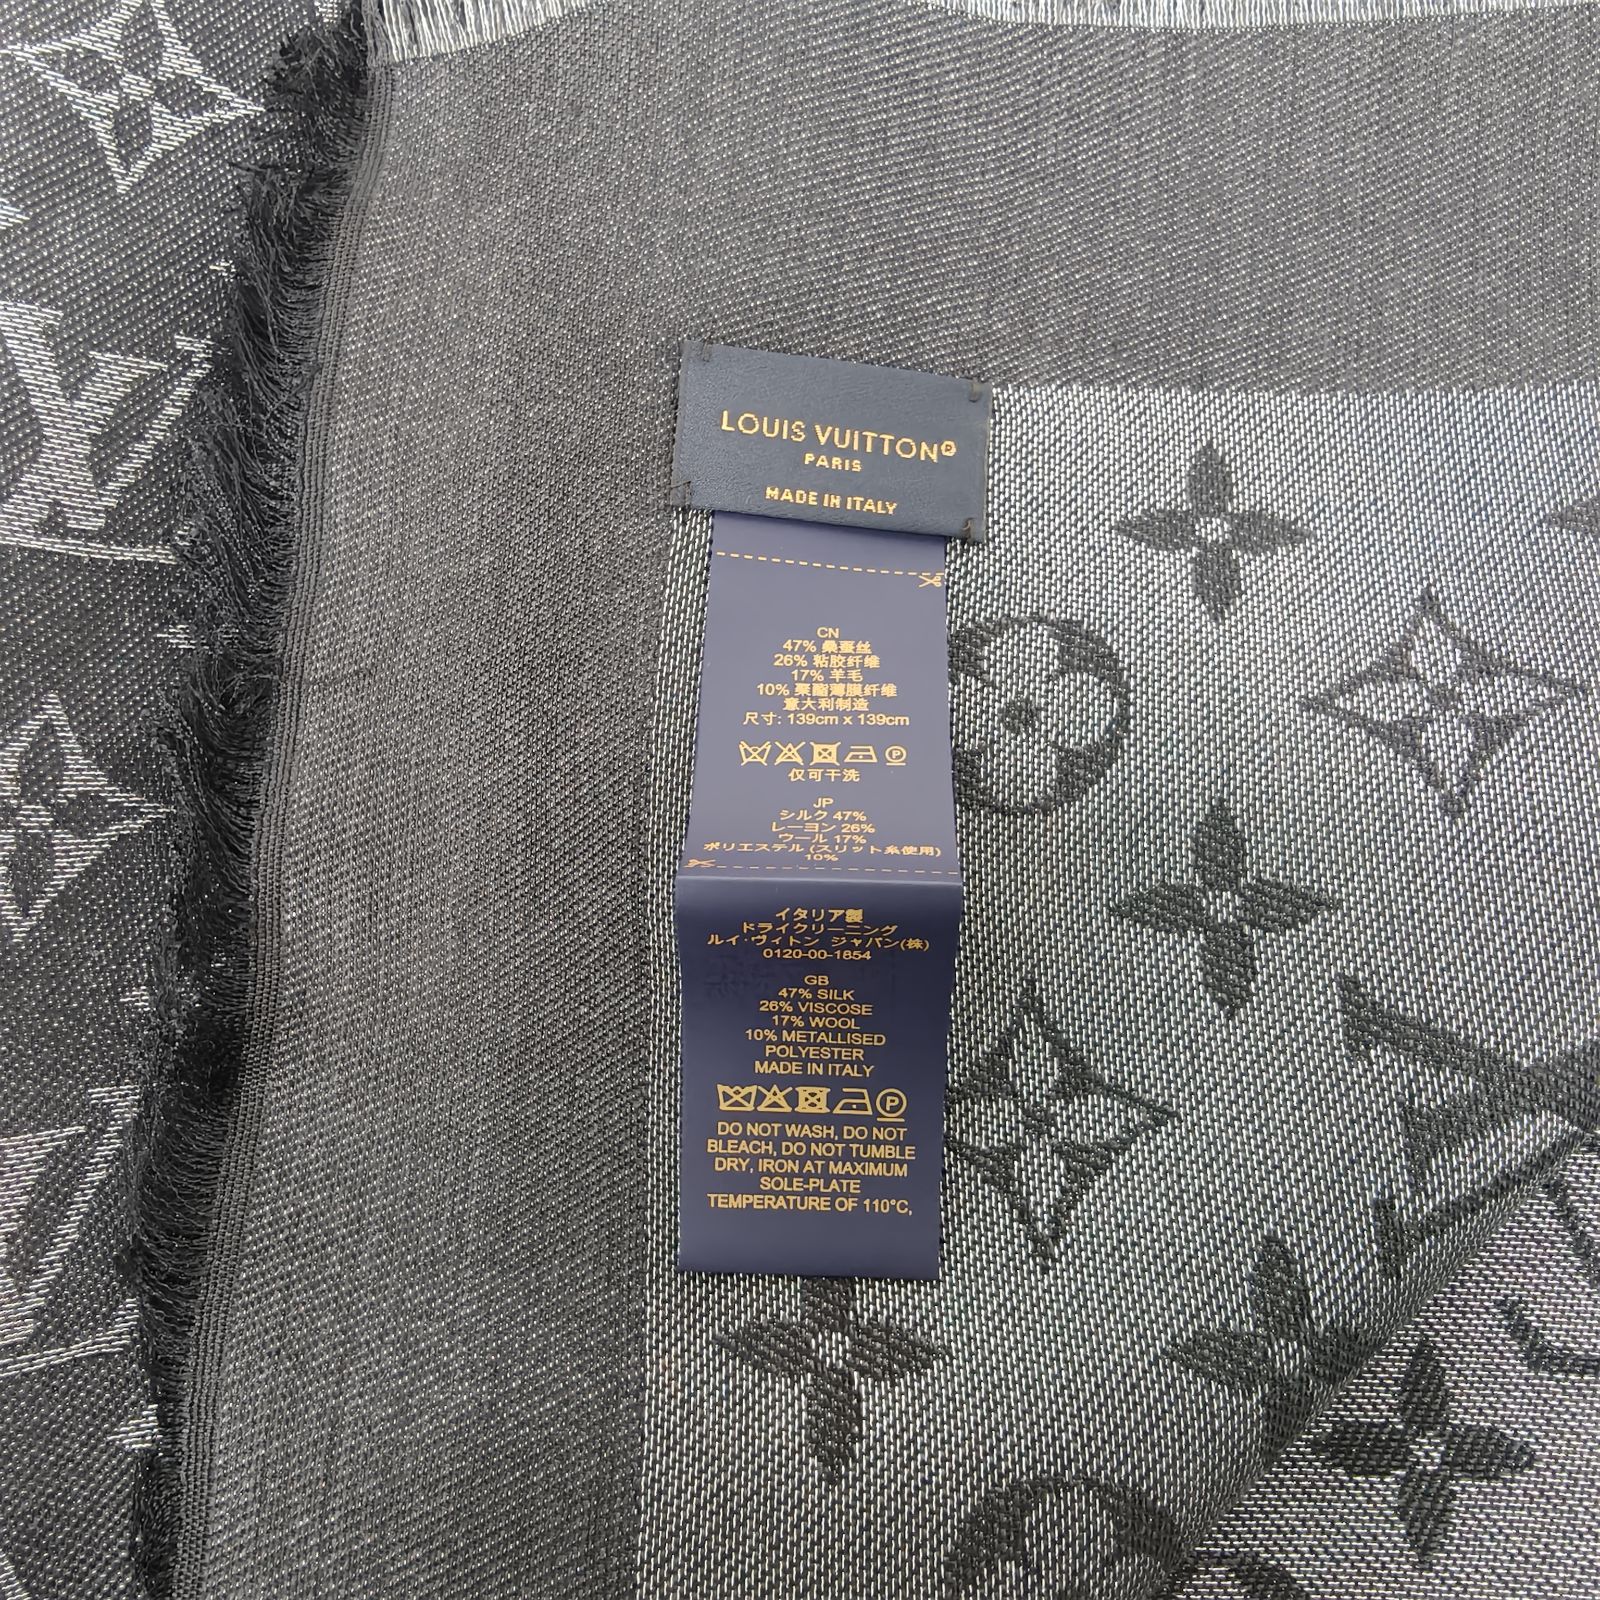 LOUIS VUITTON®
PARIS
MADE IN ITALY
CN
47% 桑蚕丝
26% 粘胶纤维
17% 羊毛
10% 聚酯薄膜纤维
意大利制造
尺寸: 139cm x 139cm
P
仅可干洗
JP
シルク 47%
レーヨン 26%
ウール 17%
ポリエステル (スリット糸使用)
10%
イタリア製
ドライクリーニング
ルイ·ヴィトン ジャパン(株)
0120-00-1854
GB
47% SILK
26% VISCOSE
17% WOOL
10% METALLISED
POLYESTER
MADE IN ITALY
P
DO NOT WASH, DO NOT
BLEACH, DO NOT TUMBLE
DRY, IRON AT MAXIMUM
SOLE-PLATE
TEMPERATURE OF 110°C,